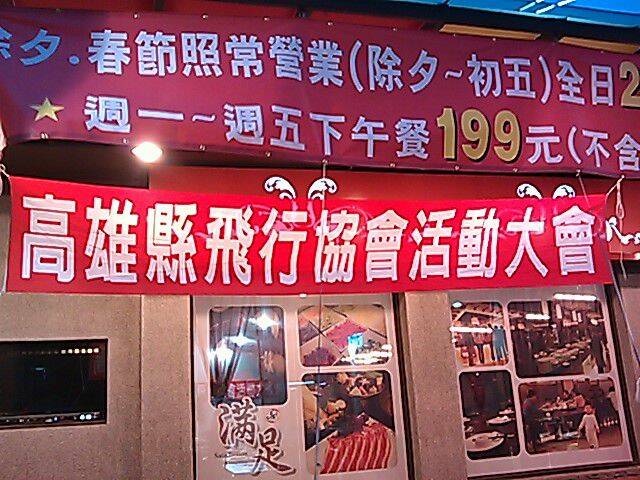 除夕.春節照常營業(除夕~初五)全日2
★週一~週五下午餐199元(不含
高雄縣飛行協會活動大會
滿足